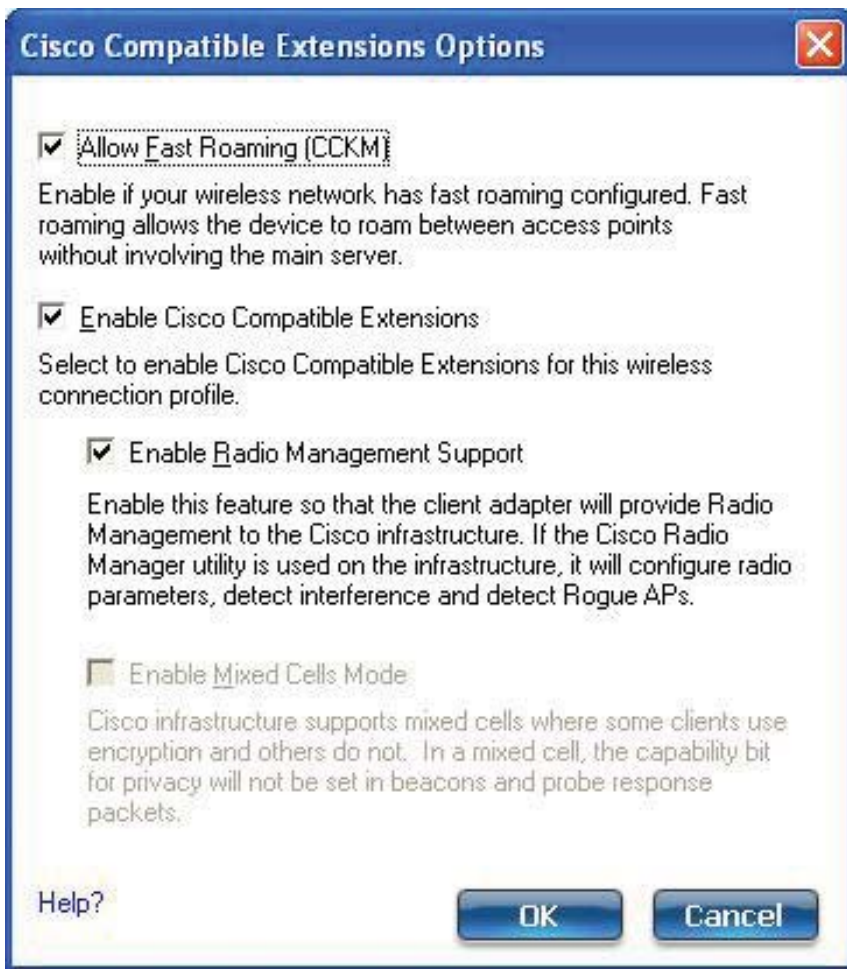 Cisco Compatible Extensions Options
Allow Fast Roaming (CCKM)
Enable if your wireless network has fast roaming configured. Fast
roaming allows the device to roam between access points
without involving the main server.
Enable Cisco Compatible Extensions
Select to enable Cisco Compatible Extensions for this wireless
connection profile.
Enable Radio Management Support
Enable this feature so that the client adapter will provide Radio
Management to the Cisco infrastructure. If the Cisco Radio
Manager utility is used on the infrastructure, it will configure radio
parameters, detect interference and detect Rogue APs.
Enable Mixed Cells Mode
Cisco infrastructure supports mixed cells where some clients use
encryption and others do not. In a mixed cell, the capability bit
for privacy will not be set in beacons and probe response
packets.
Help?
OK
Cancel